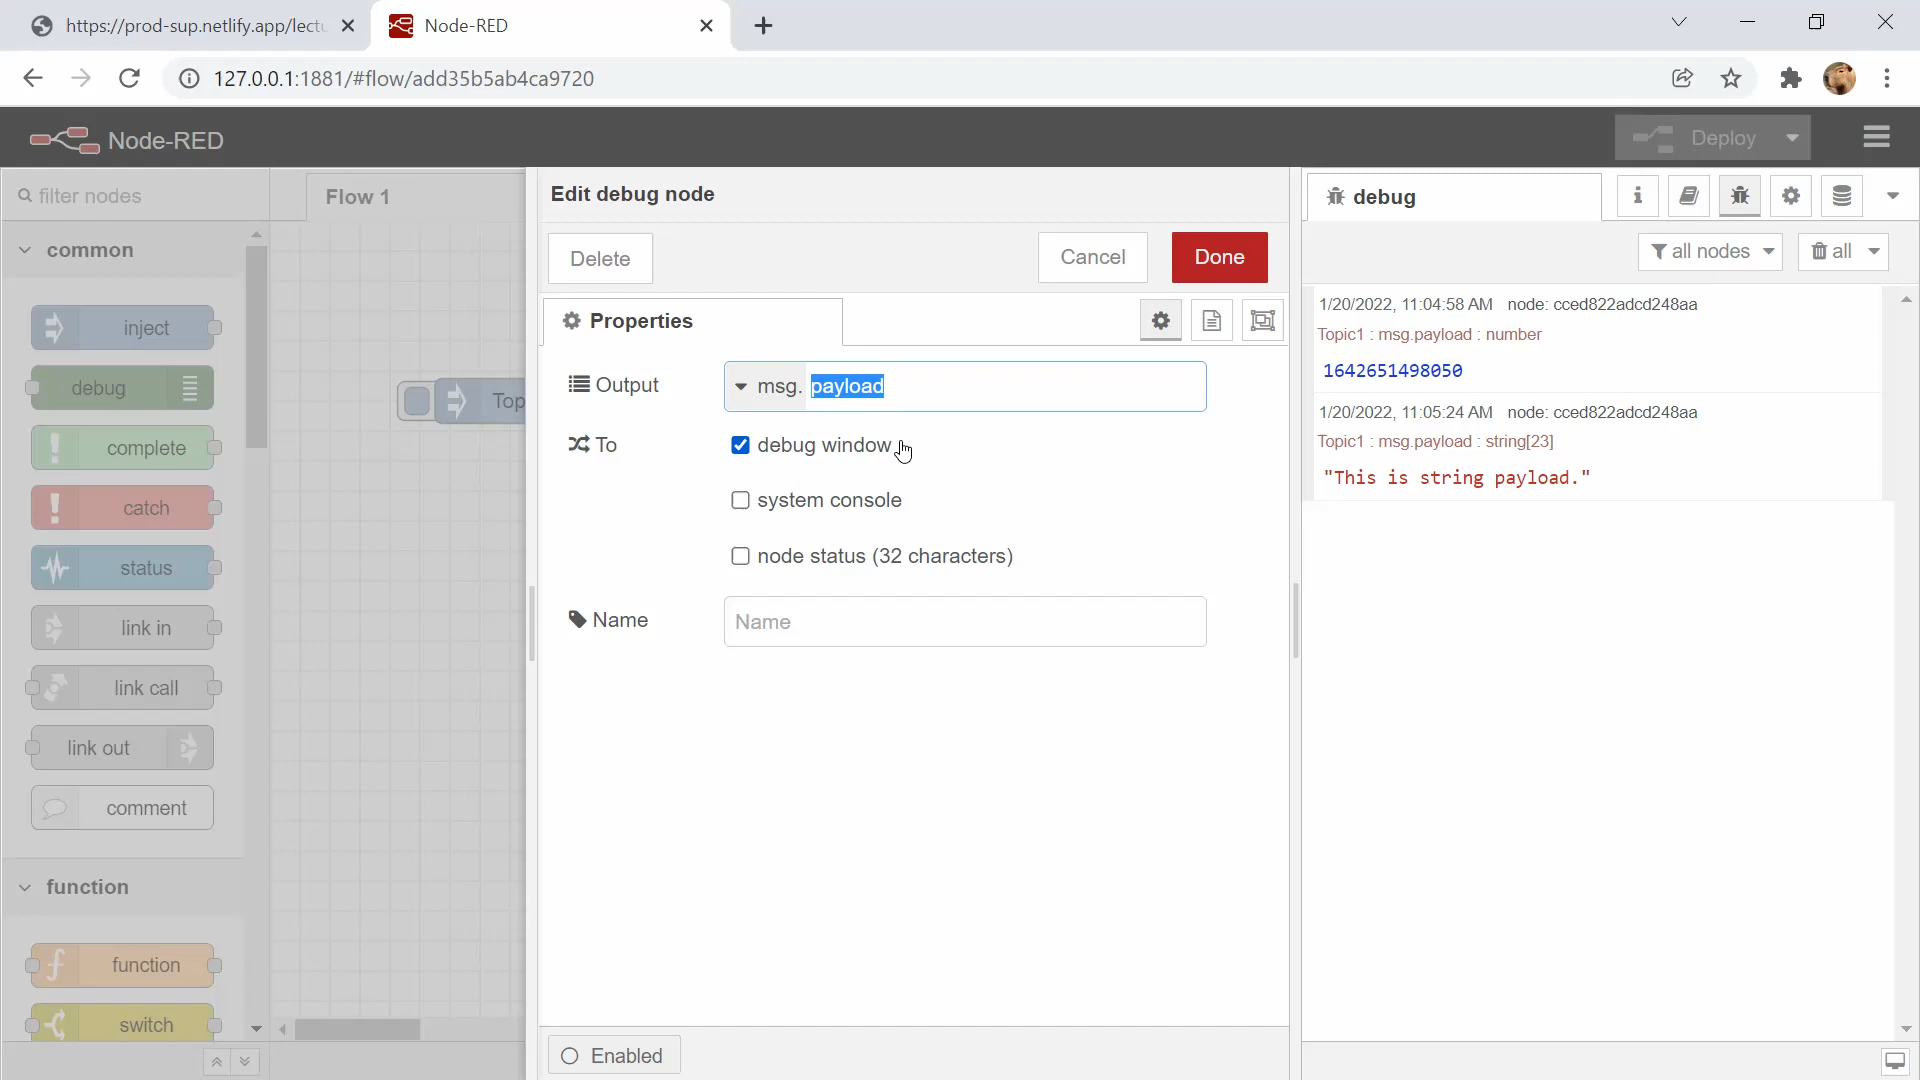 https://prod-sup.netlify.app/lectu
Node-RED
127.0.0.1:1881/#flow/add35b5ab4ca9720
Node-RED
Deploy
filter nodes
Flow 1
Edit debug node
debug
common
Delete
Cancel
Done
all nodes
all
Properties
1/20/2022, 11:04:58 AM node: cced822adcd248aa
Topic1 : msg.payload : number
1642651498050
1/20/2022, 11:05:24 AM node: cced822adcd248aa
Topic1 : msg.payload : string[23]
"This is string payload."
inject
debug
complete
catch
status
link in
link call
link out
comment
function
function
switch
Top
Output
msg. payload
To
debug window
system console
node status (32 characters)
Name
Name
Enabled